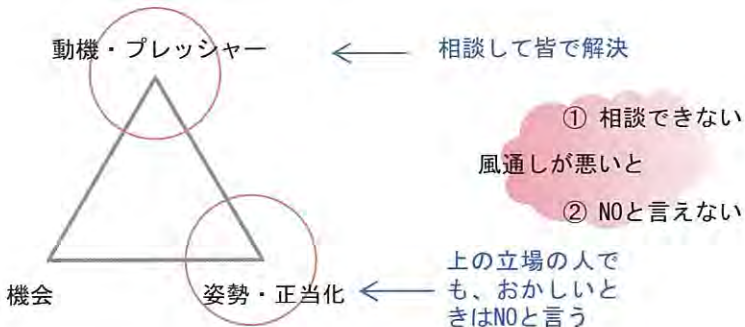 動機・プレッシャー
相談して皆で解決
① 相談できない
風通しが悪いと
② NOと言えない
機会
姿勢・正当化
上の立場の人で
も、おかしいと
きはNOと言う